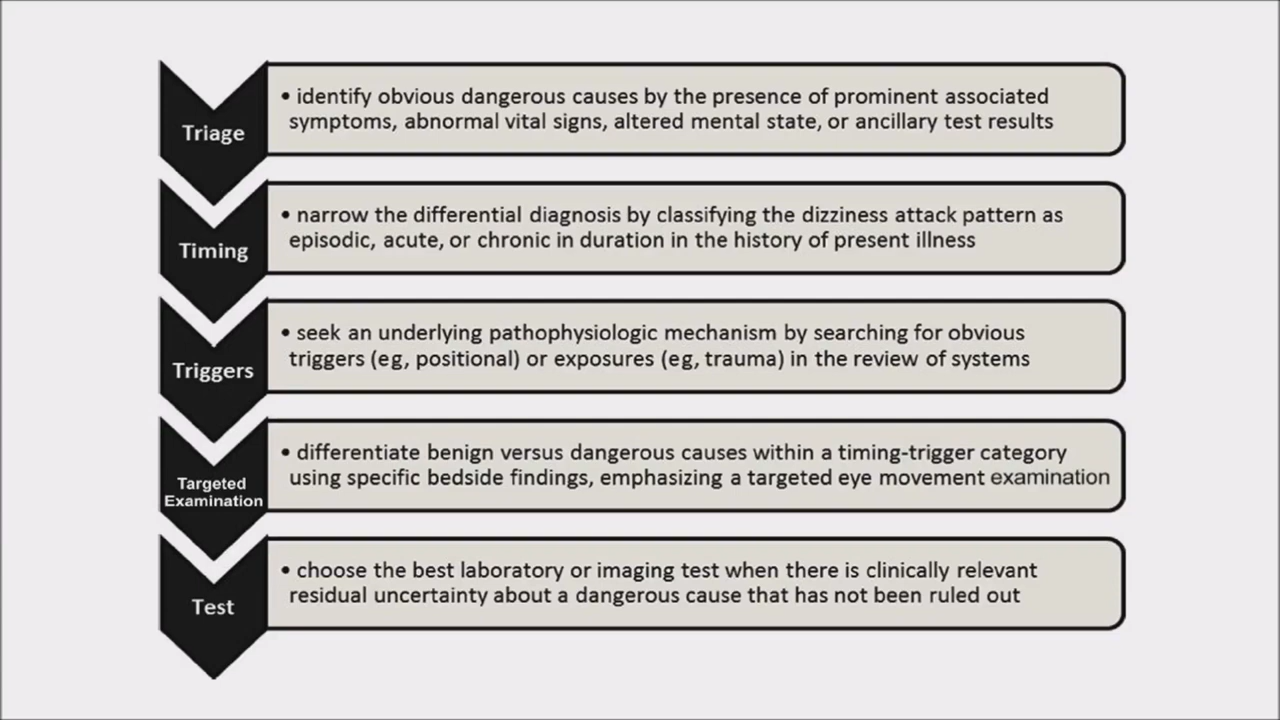 Triage
• identify obvious dangerous causes by the presence of prominent associated
symptoms, abnormal vital signs, altered mental state, or ancillary test results
Timing
• narrow the differential diagnosis by classifying the dizziness attack pattern as
episodic, acute, or chronic in duration in the history of present illness
Triggers
• seek an underlying pathophysiologic mechanism by searching for obvious
triggers (eg, positional) or exposures (eg, trauma) in the review of systems
Targeted
Examination
• differentiate benign versus dangerous causes within a timing-trigger category
using specific bedside findings, emphasizing a targeted eye movement examination
Test
• choose the best laboratory or imaging test when there is clinically relevant
residual uncertainty about a dangerous cause that has not been ruled out